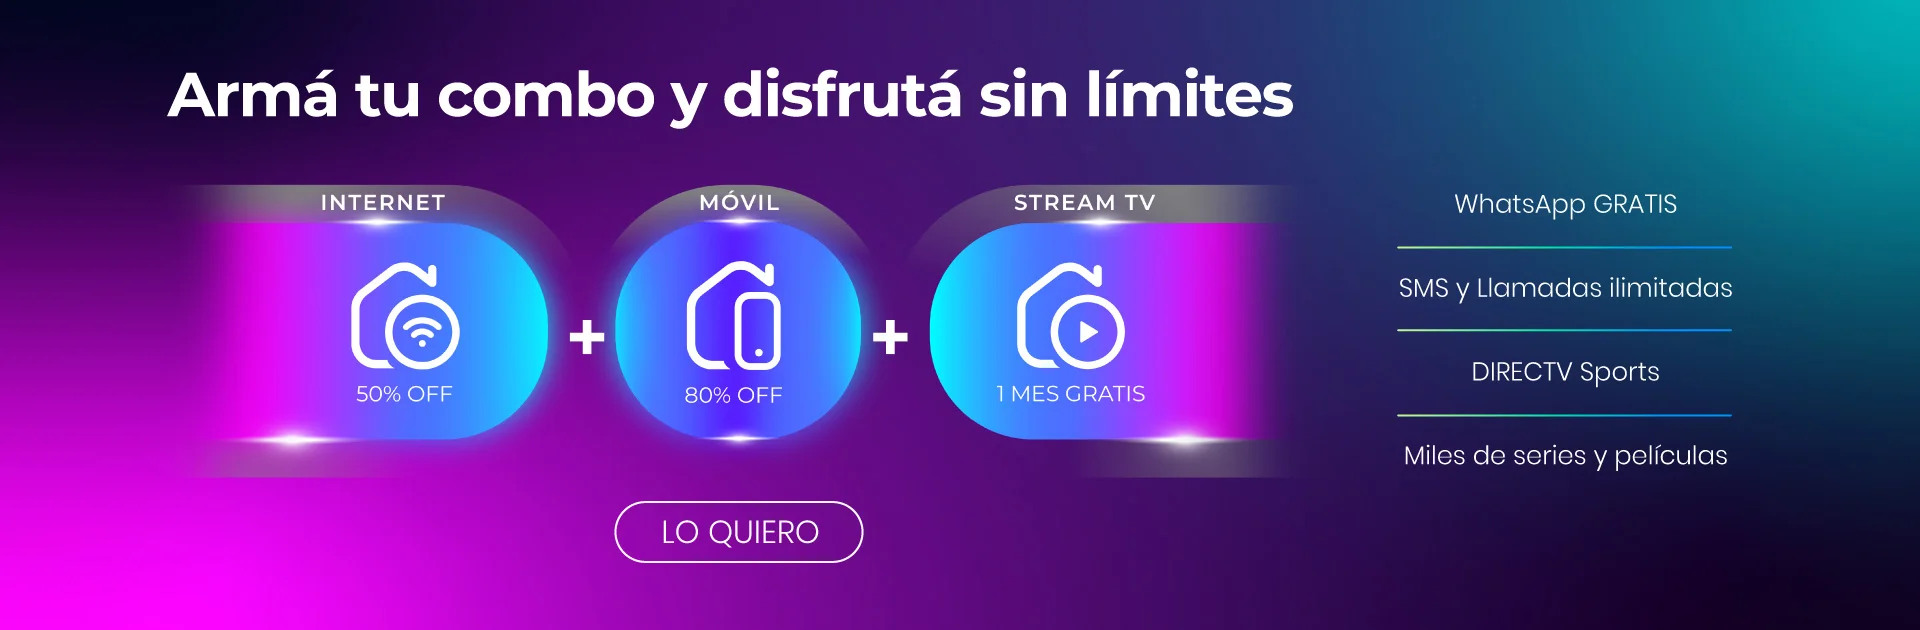 Armá tu combo y disfrutá sin límites
INTERNET
50% OFF
+
MÓVIL
80% OFF
+
STREAM TV
1 MES GRATIS
LO QUIERO
WhatsApp GRATIS
SMS y Llamadas ilimitadas
DIRECTV Sports
Miles de series y películas